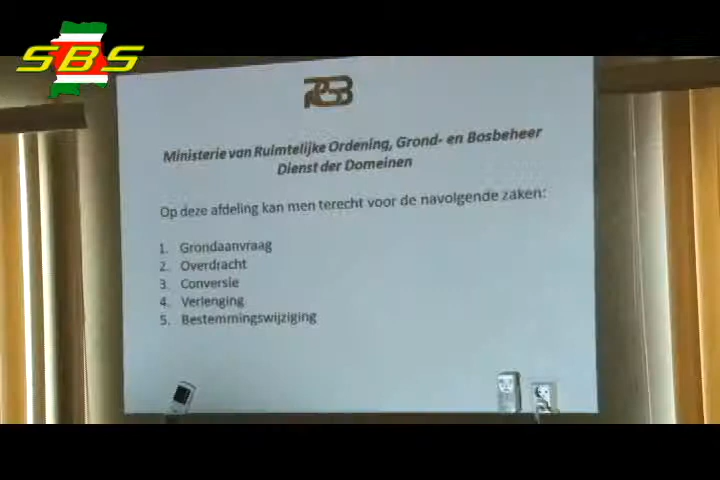 SBS
RGB
Ministerie van Ruimtelijke Ordening, Grond- en Bosbeheer
Dienst der Domeinen
Op deze afdeling kan men terecht voor de navolgende zaken:
1. Grondaanvraag
2. Overdracht
3. Conversie
4. Verlenging
5. Bestemmingswijziging